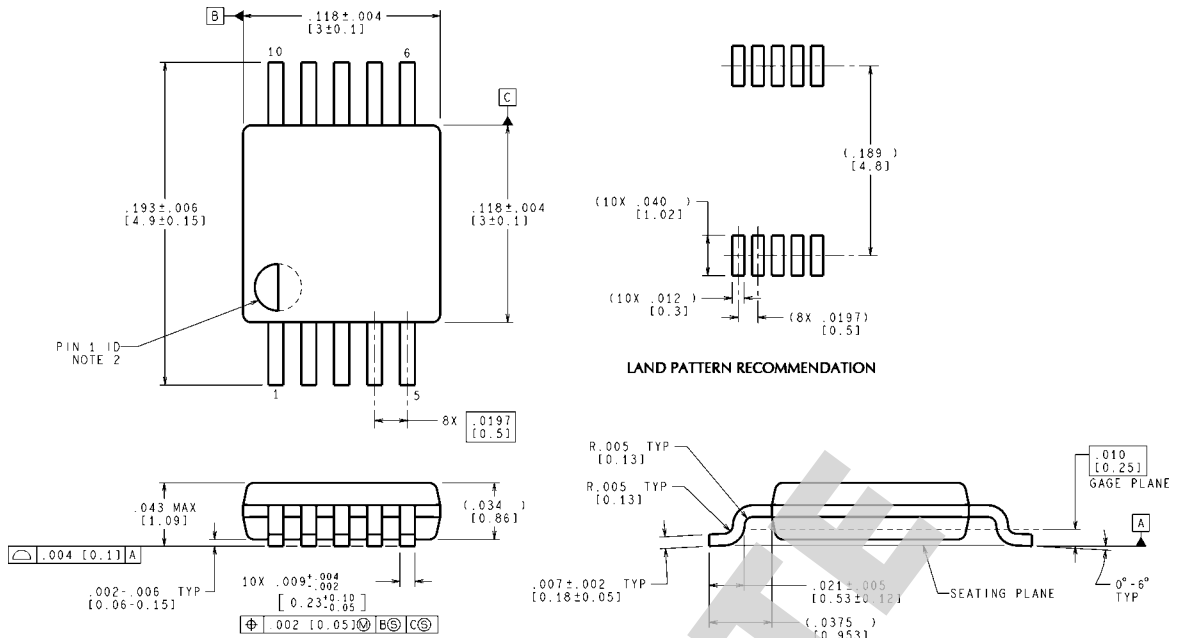 B
.118±.004
[3±0.1]
10
6
C
.193±.006
[4.9±0.15]
.118±.004
[3±0.1]
PIN 1 ID
NOTE 2
1
5
8X .0197
[0.5]
(.189 )
[4.8]
(10X .040 )
[1.02]
(10X .012 )
[0.3]
(8X .0197)
[0.5]
LAND PATTERN RECOMMENDATION
.043 MAX
[1.09]
(.034 )
[0.86]
⌓ .004 [0.1] A
.002-.006 TYP
[0.06-0.15]
10X .009+.004
-.002
[ 0.23+0.10
-0.05 ]
⌖ .002 [0.05]Ⓜ BⓈ CⓈ
R.005 TYP
[0.13]
R.005 TYP
[0.13]
.010
[0.25]
GAGE PLANE
A
.007±.002 TYP
[0.18±0.05]
.021±.005
[0.53±0.12]
(.0375 )
[0.953]
SEATING PLANE
0°-6°
TYP
TE